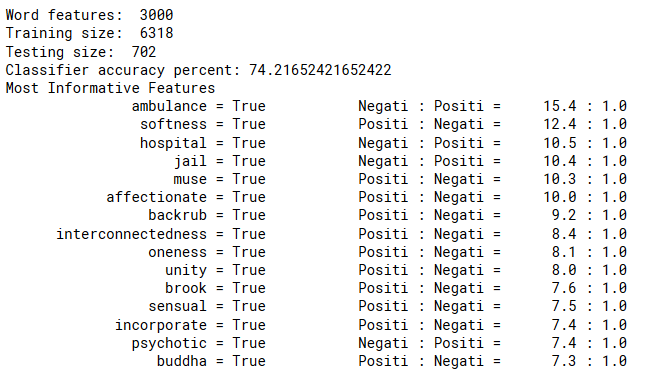 Word features:  3000
Training size:  6318
Testing size:  702
Classifier accuracy percent: 74.21652421652422
Most Informative Features
ambulance = True Negati : Positi = 15.4 : 1.0
softness = True Positi : Negati = 12.4 : 1.0
hospital = True Negati : Positi = 10.5 : 1.0
jail = True Negati : Positi = 10.4 : 1.0
muse = True Positi : Negati = 10.3 : 1.0
affectionate = True Positi : Negati = 10.0 : 1.0
backrub = True Positi : Negati = 9.2 : 1.0
interconnectedness = True Positi : Negati = 8.4 : 1.0
oneness = True Positi : Negati = 8.1 : 1.0
unity = True Positi : Negati = 8.0 : 1.0
brook = True Positi : Negati = 7.6 : 1.0
sensual = True Positi : Negati = 7.5 : 1.0
incorporate = True Positi : Negati = 7.4 : 1.0
psychotic = True Negati : Positi = 7.4 : 1.0
buddha = True Positi : Negati = 7.3 : 1.0